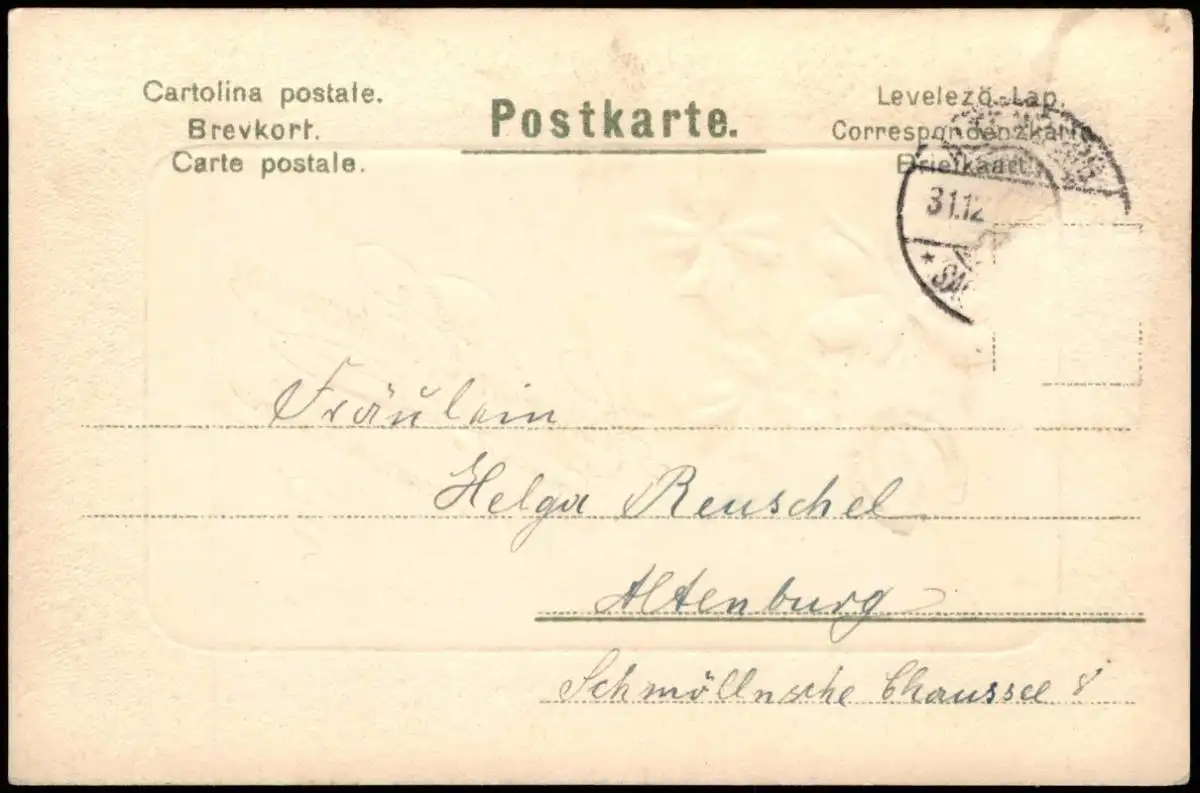 Cartolina postale.
Brevkort.
Carte postale.
Postkarte.
Levelező-Lap.
Correspondenzkarte
Briefkaart.
31.12
Fräulein
Helga Reuschel
Altenburg
Schmöllnsche Chaussee 8